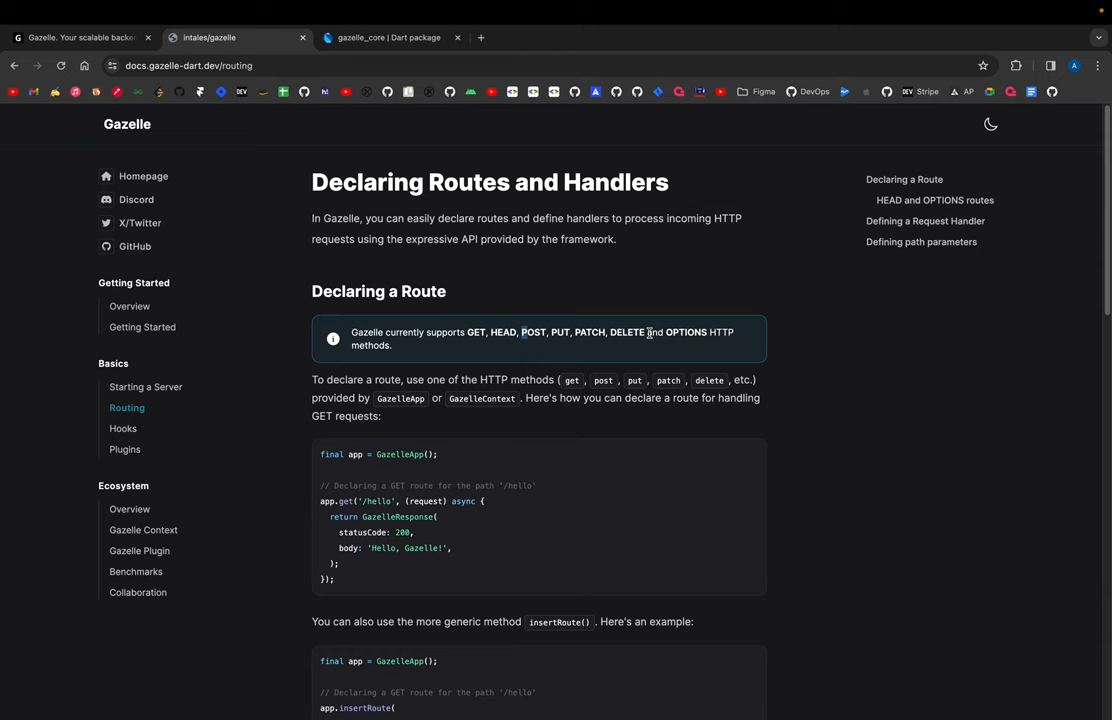 Gazelle. Your scalable backe
intales/gazelle
gazelle_core | Dart package
docs.gazelle-dart.dev/routing
A
Figma
DevOps
Stripe
AP
Gazelle
Homepage
Discord
X/Twitter
GitHub
Getting Started
Overview
Getting Started
Basics
Starting a Server
Routing
Hooks
Plugins
Ecosystem
Overview
Gazelle Context
Gazelle Plugin
Benchmarks
Collaboration
Declaring Routes and Handlers
In Gazelle, you can easily declare routes and define handlers to process incoming HTTP
requests using the expressive API provided by the framework.
Declaring a Route
Gazelle currently supports GET, HEAD, POST, PUT, PATCH, DELETE and OPTIONS HTTP
methods.
To declare a route, use one of the HTTP methods ( get , post , put , patch , delete , etc.)
provided by GazelleApp or GazelleContext . Here's how you can declare a route for handling
GET requests:
final app = GazelleApp();
// Declaring a GET route for the path '/hello'
app.get('/hello', (request) async {
return GazelleResponse(
statusCode: 200,
body: 'Hello, Gazelle!',
);
});
You can also use the more generic method insertRoute() . Here's an example:
final app = GazelleApp();
// Declaring a GET route for the path '/hello'
app.insertRoute(
Declaring a Route
HEAD and OPTIONS routes
Defining a Request Handler
Defining path parameters